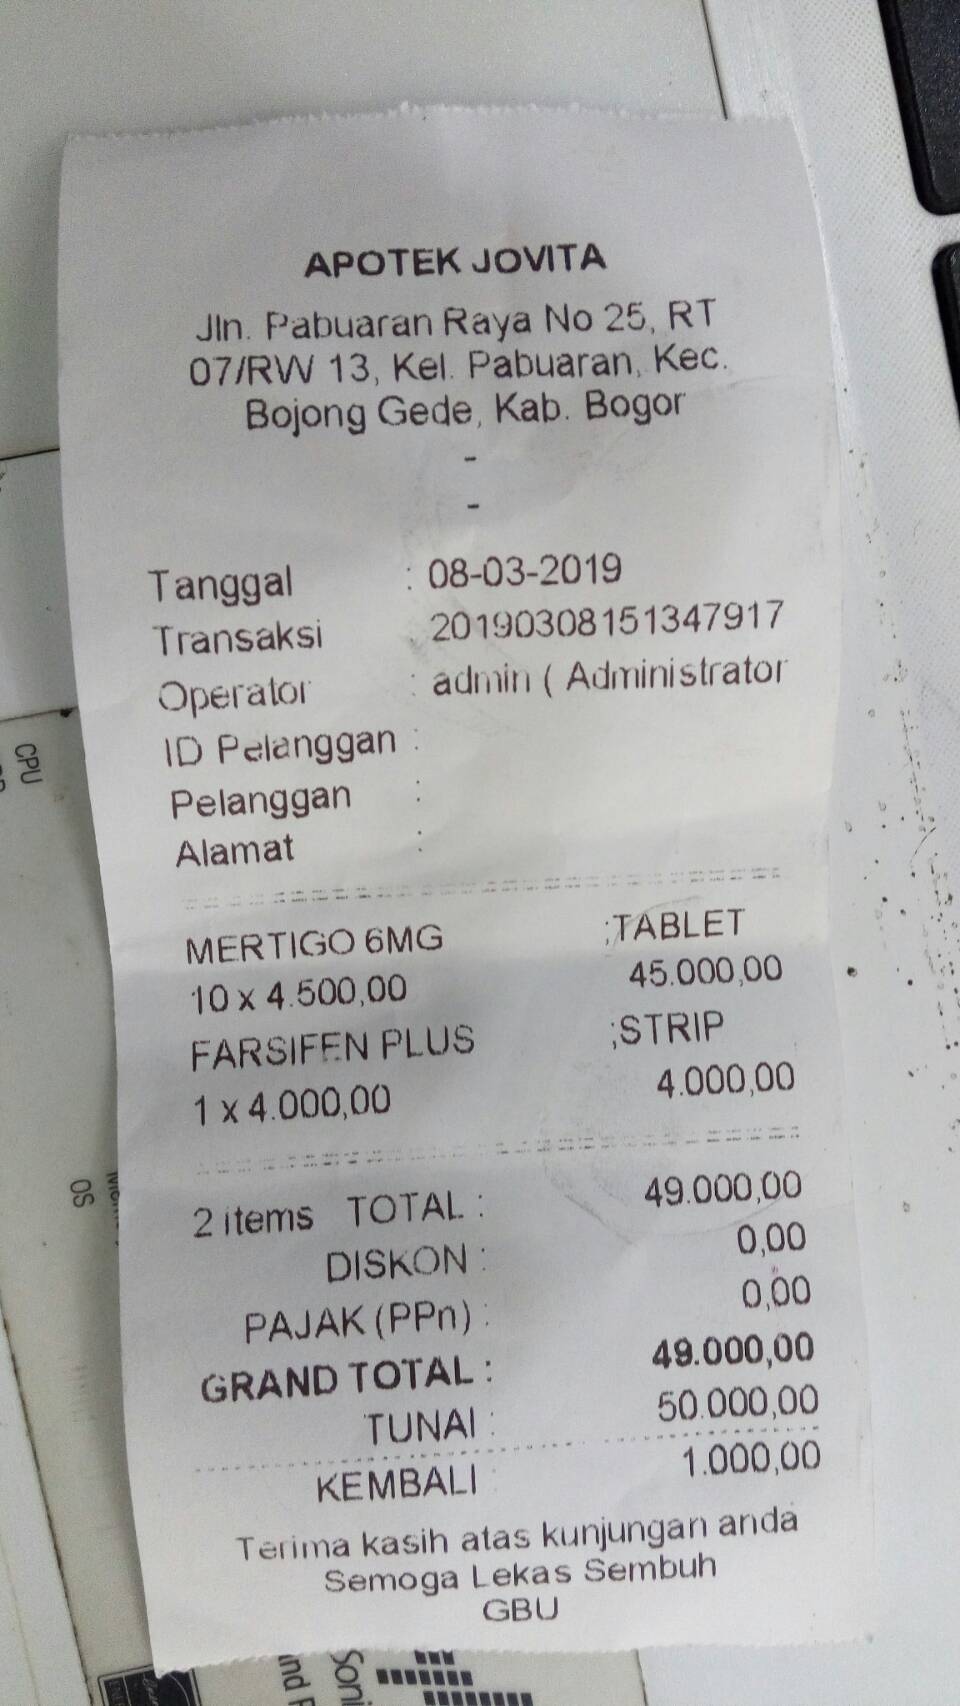 APOTEK JOVITA
Jln. Pabuaran Raya No 25, RT
07/RW 13, Kel. Pabuaran, Kec.
Bojong Gede, Kab. Bogor
-
-
Tanggal : 08-03-2019
Transaksi : 20190308151347917
Operator : admin ( Administrator
ID Pelanggan :
Pelanggan :
Alamat :
MERTIGO 6MG ;TABLET
10 x 4.500,00 45.000,00
FARSIFEN PLUS ;STRIP
1 x 4.000,00 4.000,00
2 items TOTAL : 49.000,00
DISKON : 0,00
PAJAK (PPn) : 0,00
GRAND TOTAL : 49.000,00
TUNAI : 50.000,00
KEMBALI : 1.000,00
Terima kasih atas kunjungan anda
Semoga Lekas Sembuh
GBU
CPU
OS